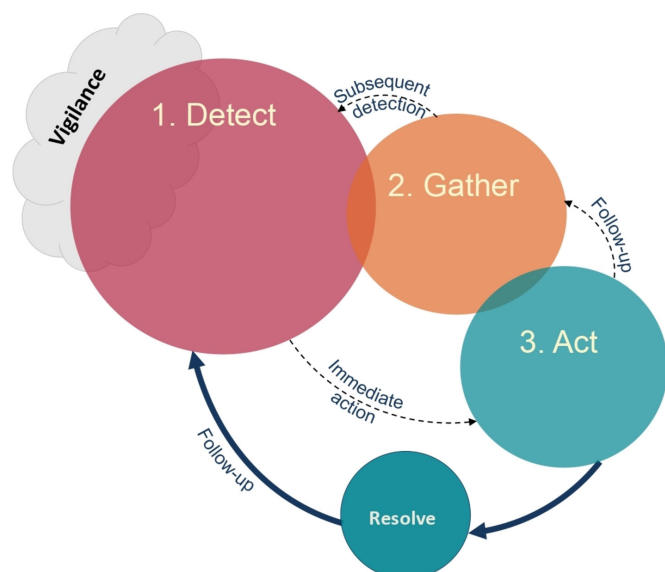 Vigilance
1. Detect
Subsequent
detection
2. Gather
Follow-up
3. Act
Immediate
action
Follow-up
Resolve